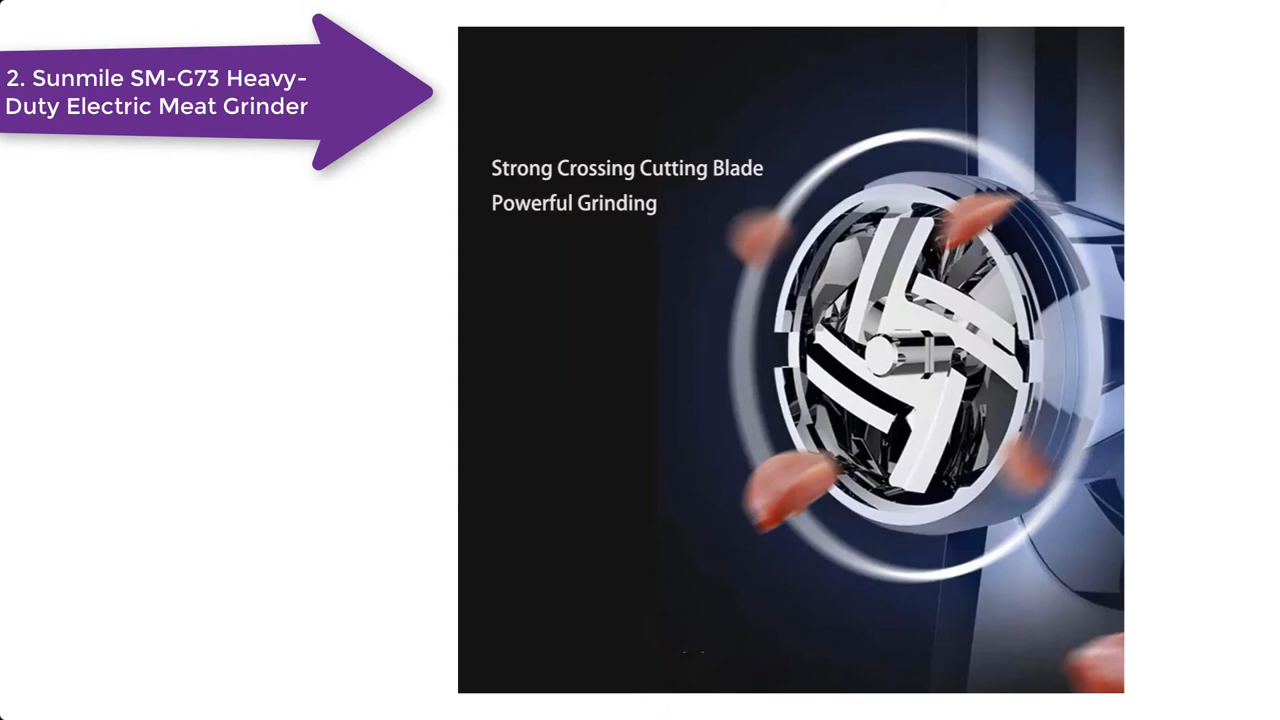 2. Sunmile SM-G73 Heavy-
Duty Electric Meat Grinder
Strong Crossing Cutting Blade
Powerful Grinding